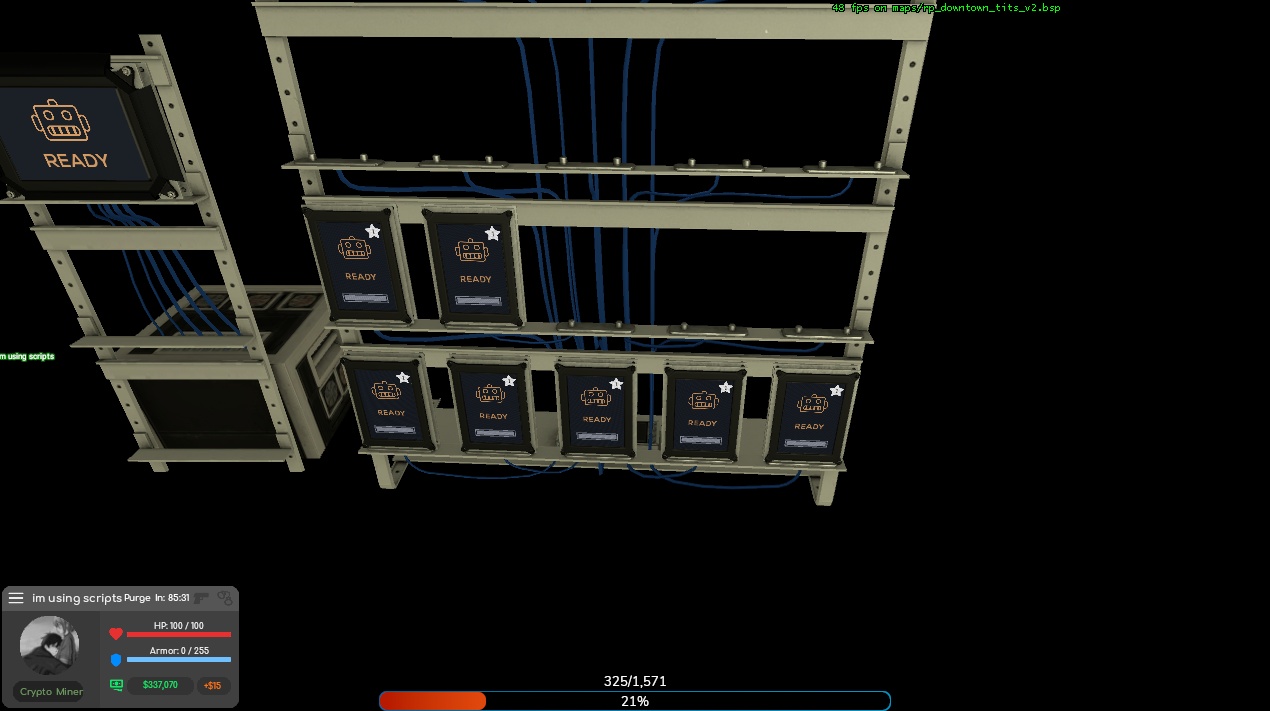 48 fps on maps/rp_downtown_tits_v2.bsp
READY
READY
READY
m using scripts
READY
READY
READY
READY
READY
im using scripts Purge In: 85:31
HP: 100 / 100
Armor: 0 / 255
$337,070 +$15
Crypto Miner
325/1,571
21%